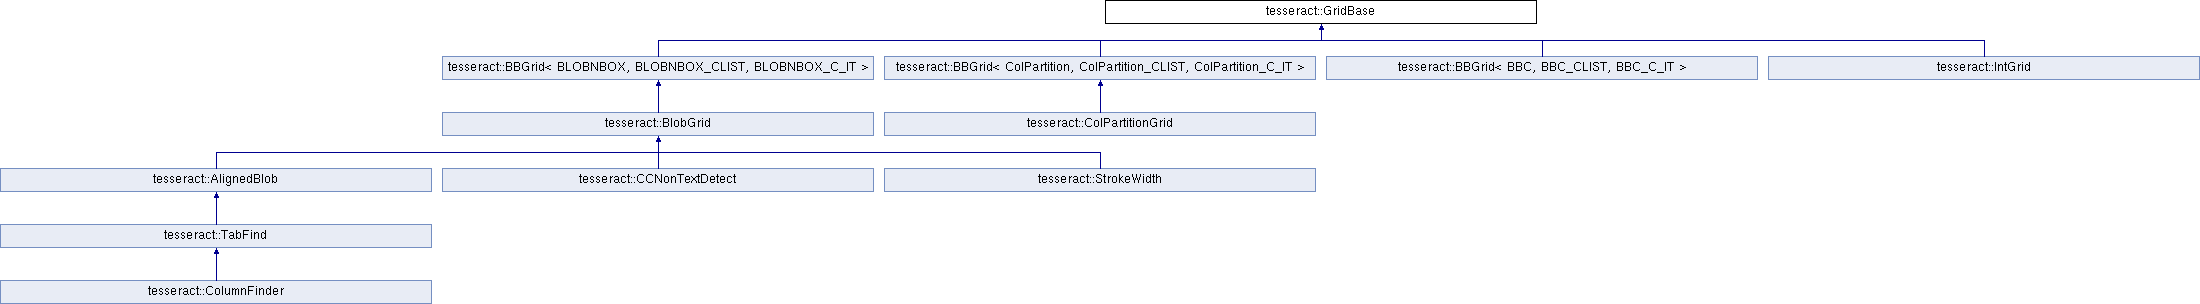 tesseract::GridBase
tesseract::BBGrid< BLOBNBOX, BLOBNBOX_CLIST, BLOBNBOX_C_IT >
tesseract::BBGrid< ColPartition, ColPartition_CLIST, ColPartition_C_IT >
tesseract::BBGrid< BBC, BBC_CLIST, BBC_C_IT >
tesseract::IntGrid
tesseract::BlobGrid
tesseract::ColPartitionGrid
tesseract::AlignedBlob
tesseract::CCNonTextDetect
tesseract::StrokeWidth
tesseract::TabFind
tesseract::ColumnFinder